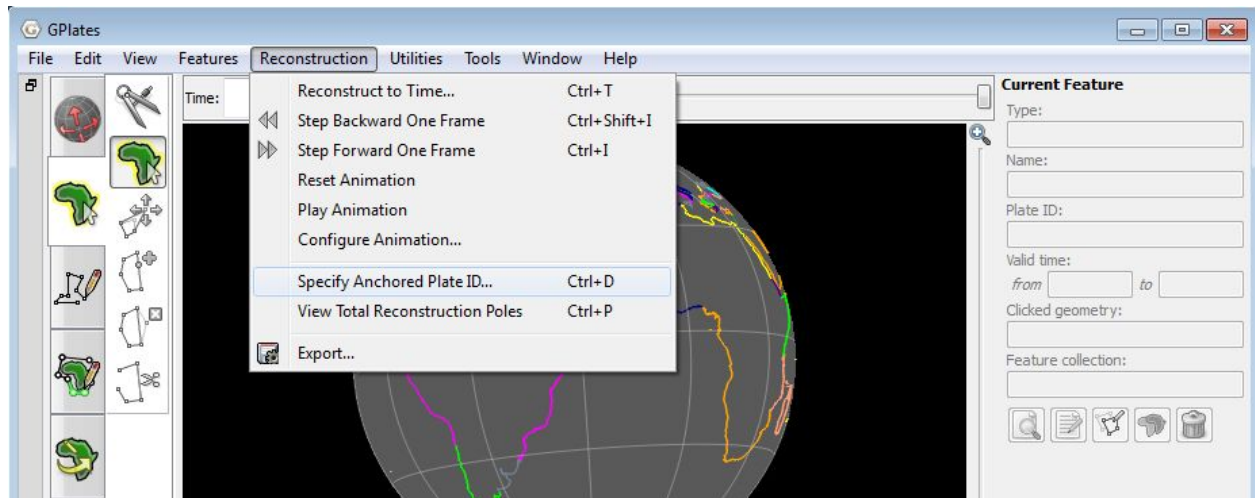 GPlates
File Edit View Features Reconstruction Utilities Tools Window Help
Time:
Reconstruct to Time... Ctrl+T
Step Backward One Frame Ctrl+Shift+I
Step Forward One Frame Ctrl+I
Reset Animation
Play Animation
Configure Animation...
Specify Anchored Plate ID... Ctrl+D
View Total Reconstruction Poles Ctrl+P
Export...
Current Feature
Type:
Name:
Plate ID:
Valid time:
from to
Clicked geometry:
Feature collection: